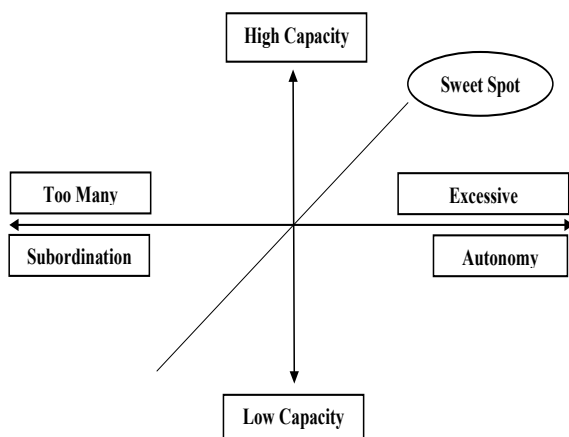 High Capacity
Sweet Spot
Too Many
Excessive
Subordination
Autonomy
Low Capacity